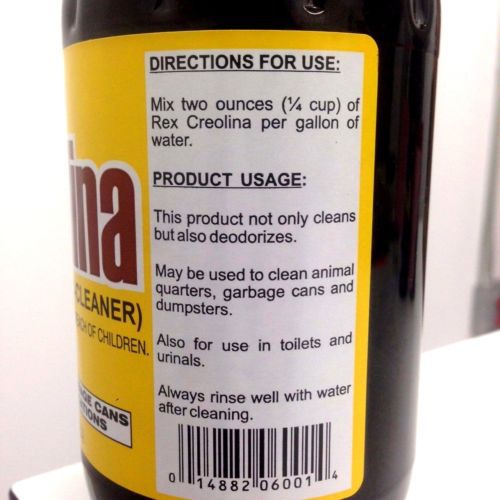 DIRECTIONS FOR USE:
Mix two ounces (¼ cup) of
Rex Creolina per gallon of
water.
PRODUCT USAGE:
This product not only cleans
but also deodorizes.
May be used to clean animal
quarters, garbage cans and
dumpsters.
Also for use in toilets and
urinals.
Always rinse well with water
after cleaning.
0 14882 06001 4
ina
CLEANER)
OF CHILDREN.
CANS